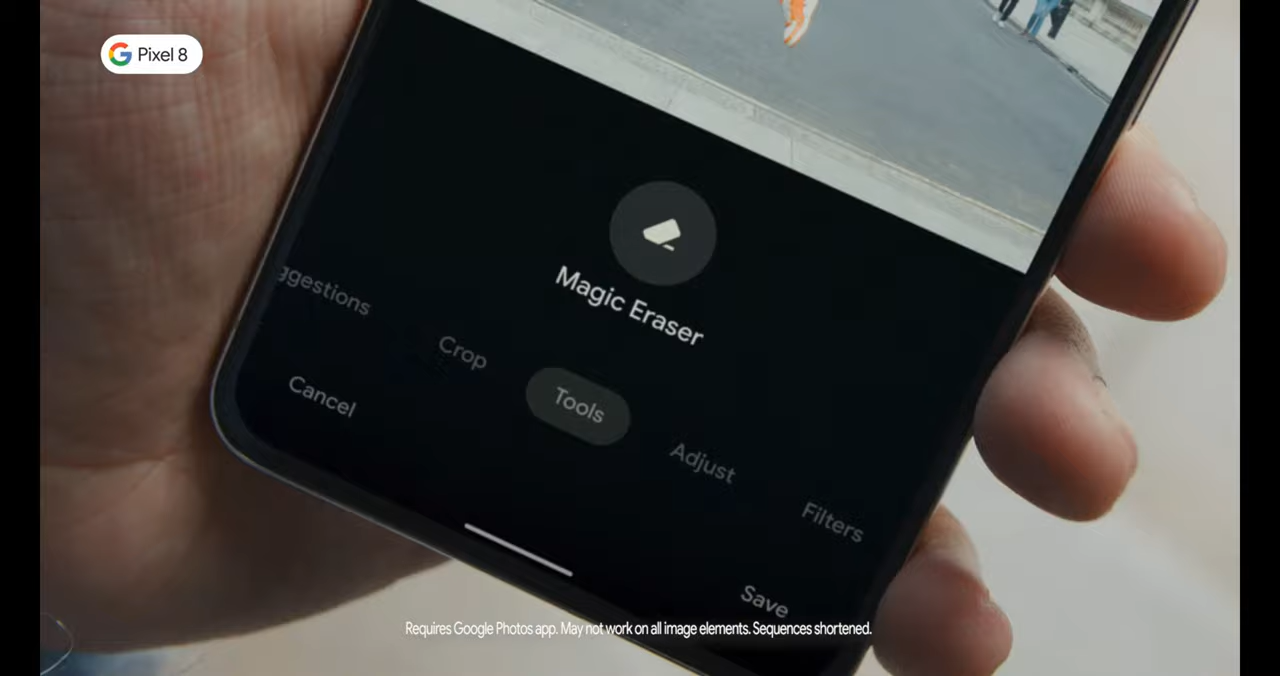 Pixel 8
Magic Eraser
ggestions
Crop
Tools
Adjust
Filters
Cancel
Save
Requires Google Photos app. May not work on all image elements. Sequences shortened.